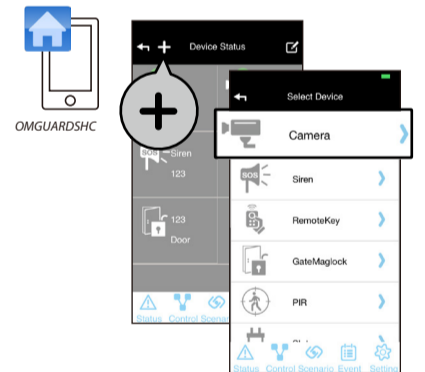 OMGUARDSHC
Device Status
SOS
Siren
123
123
Door
Status Control
Select Device
Camera
SOS
Siren
RemoteKey
GateMaglock
PIR
Status Control Scenario Event Setting